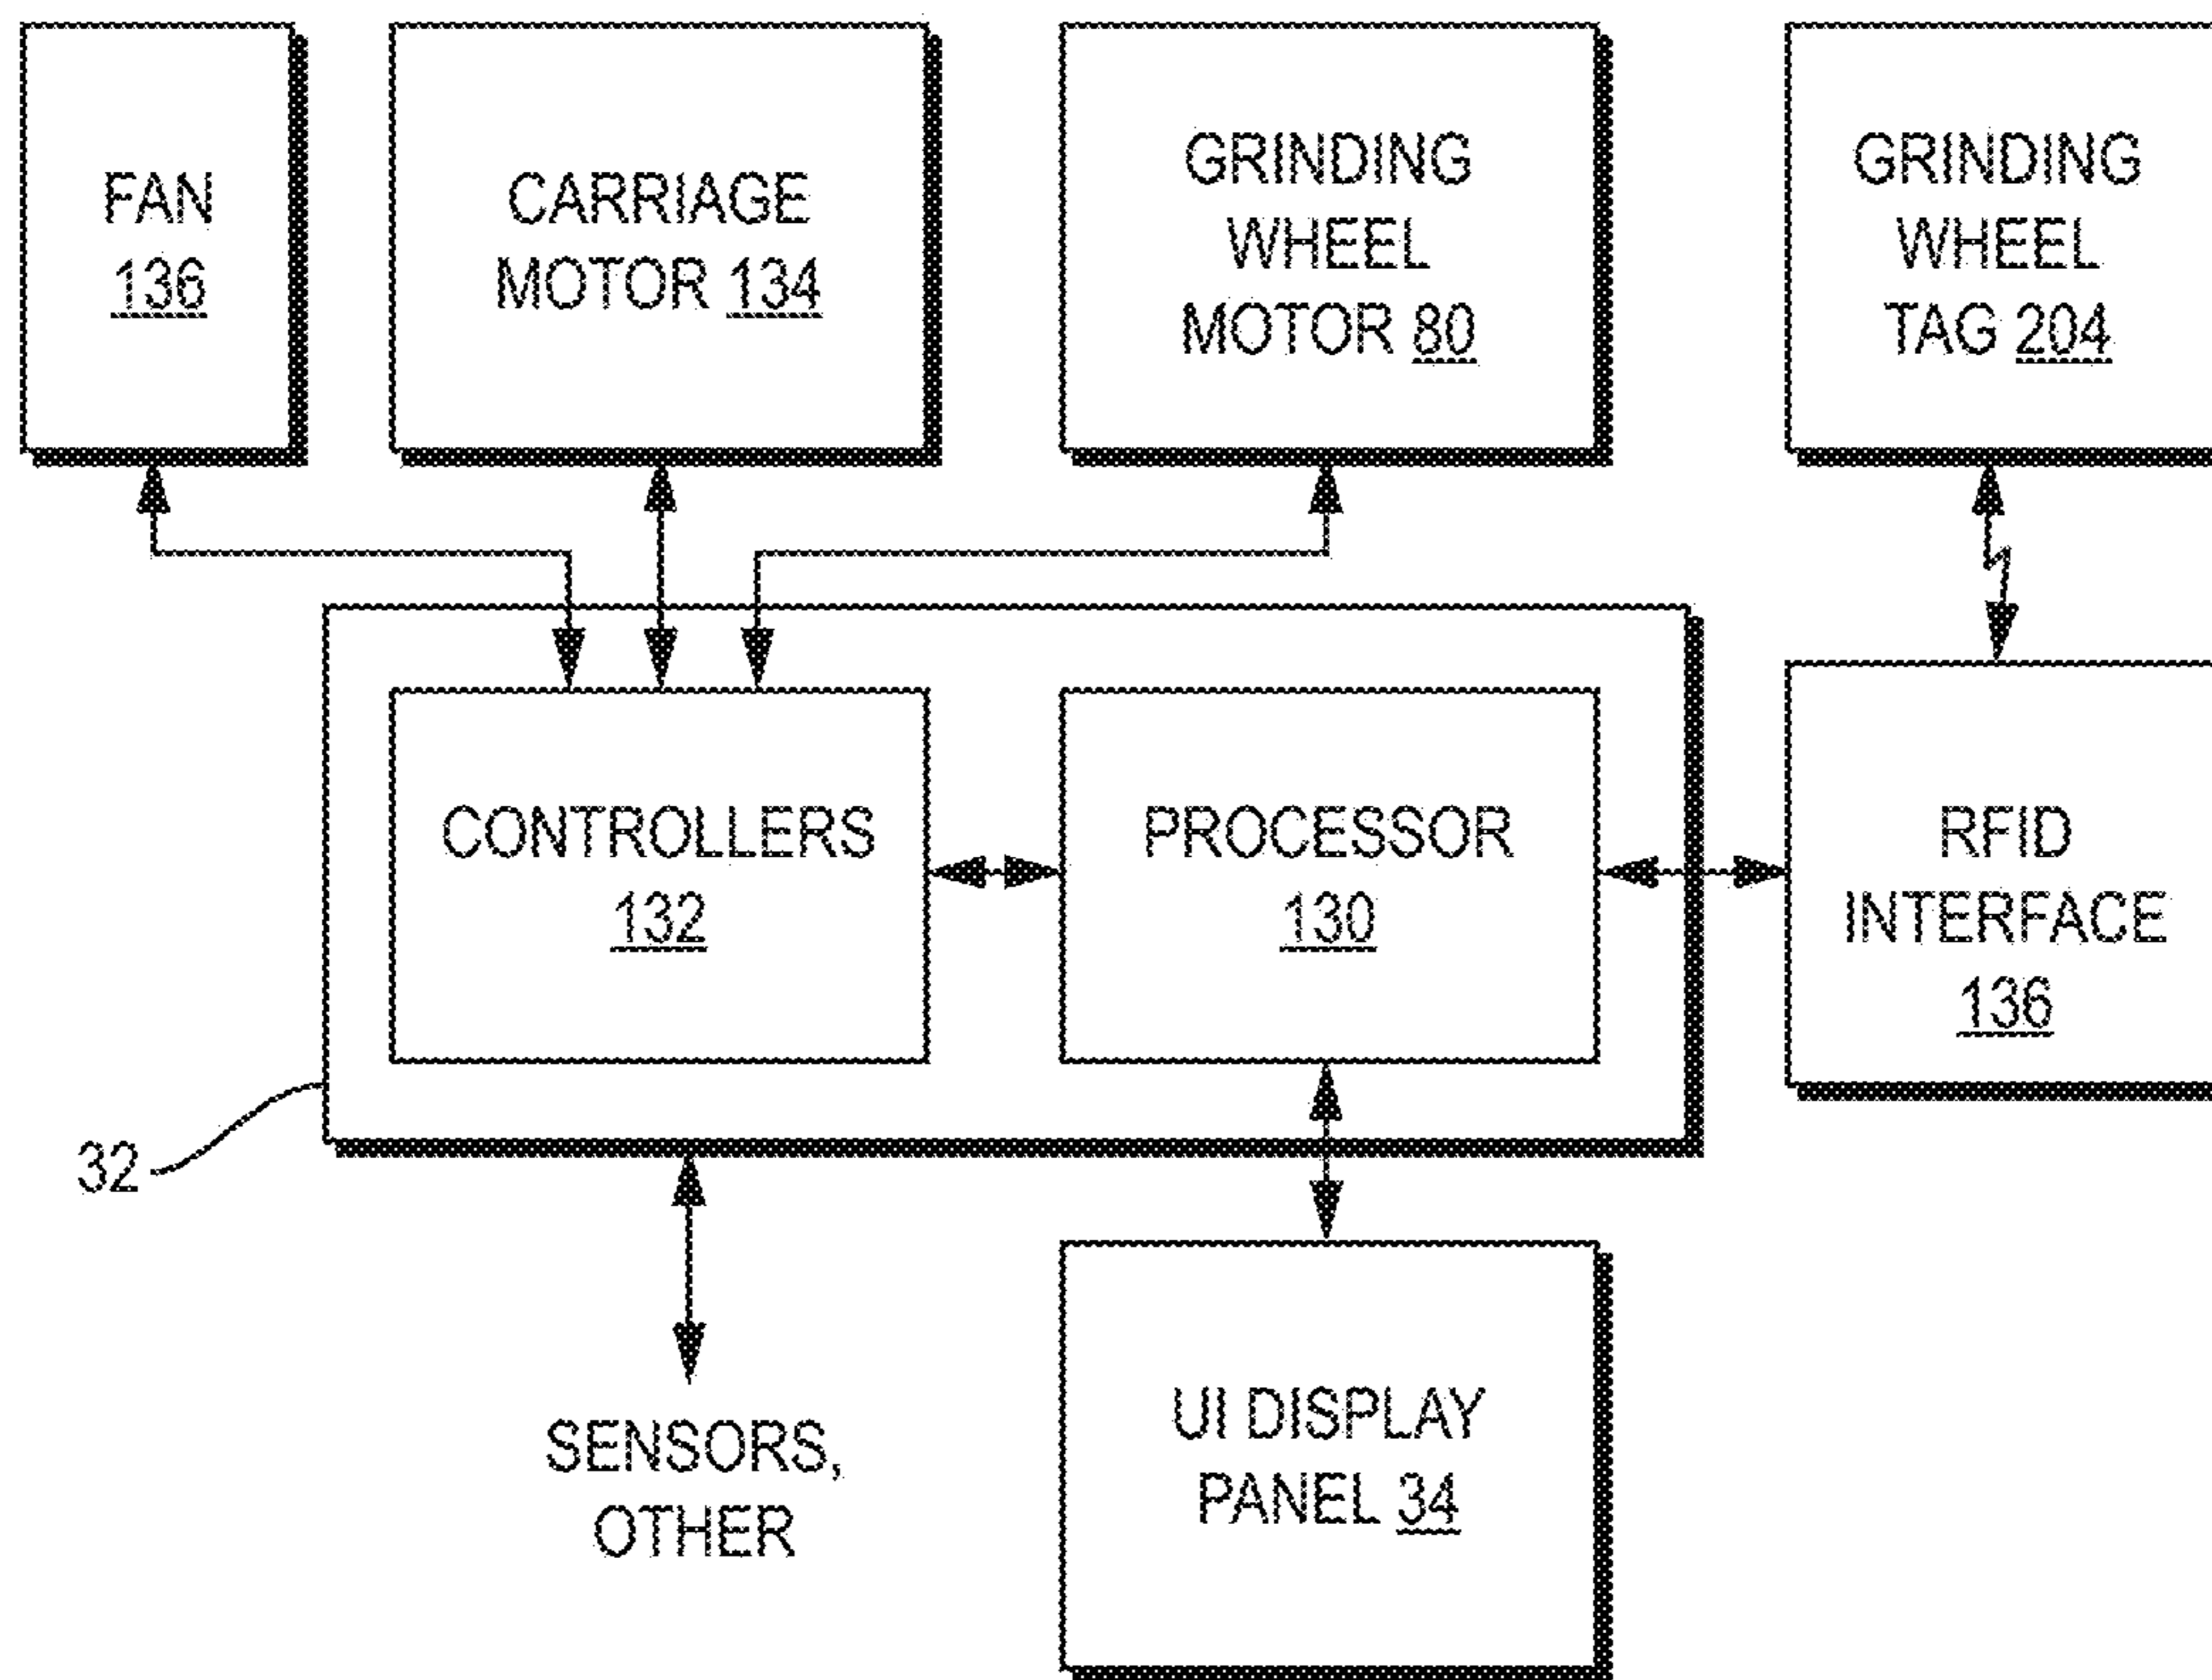 FAN
136
CARRIAGE
MOTOR 134
GRINDING
WHEEL
MOTOR 80
GRINDING
WHEEL
TAG 204
CONTROLLERS
132
PROCESSOR
130
RFID
INTERFACE
136
32
SENSORS,
OTHER
UI DISPLAY
PANEL 34